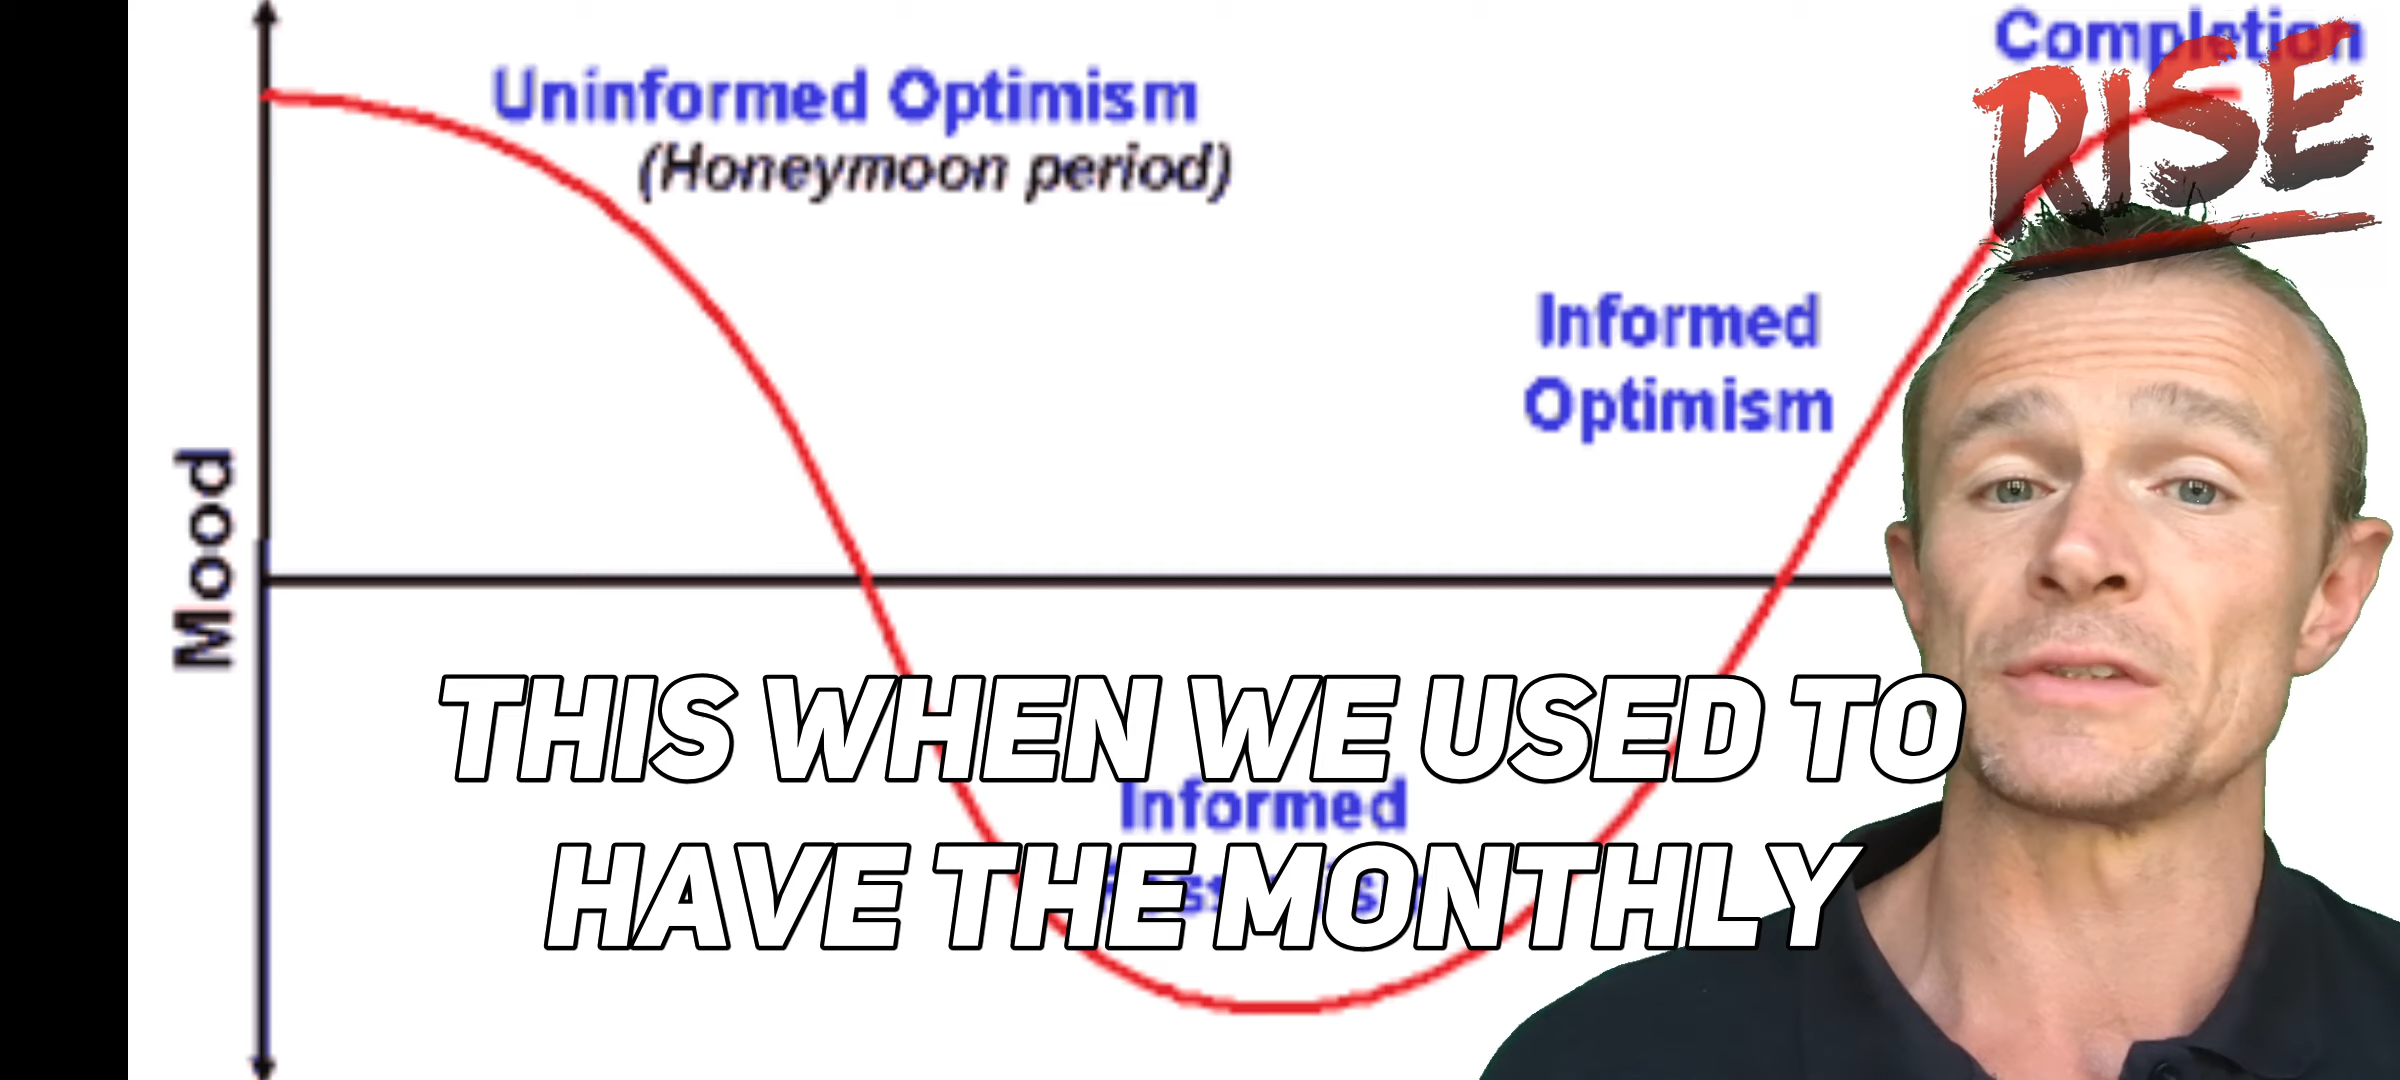 Completion
RISE
Uninformed Optimism
(Honeymoon period)
Informed
Optimism
Mood
THIS WHEN WE USED TO
Informed
HAVE THE MONTHLY